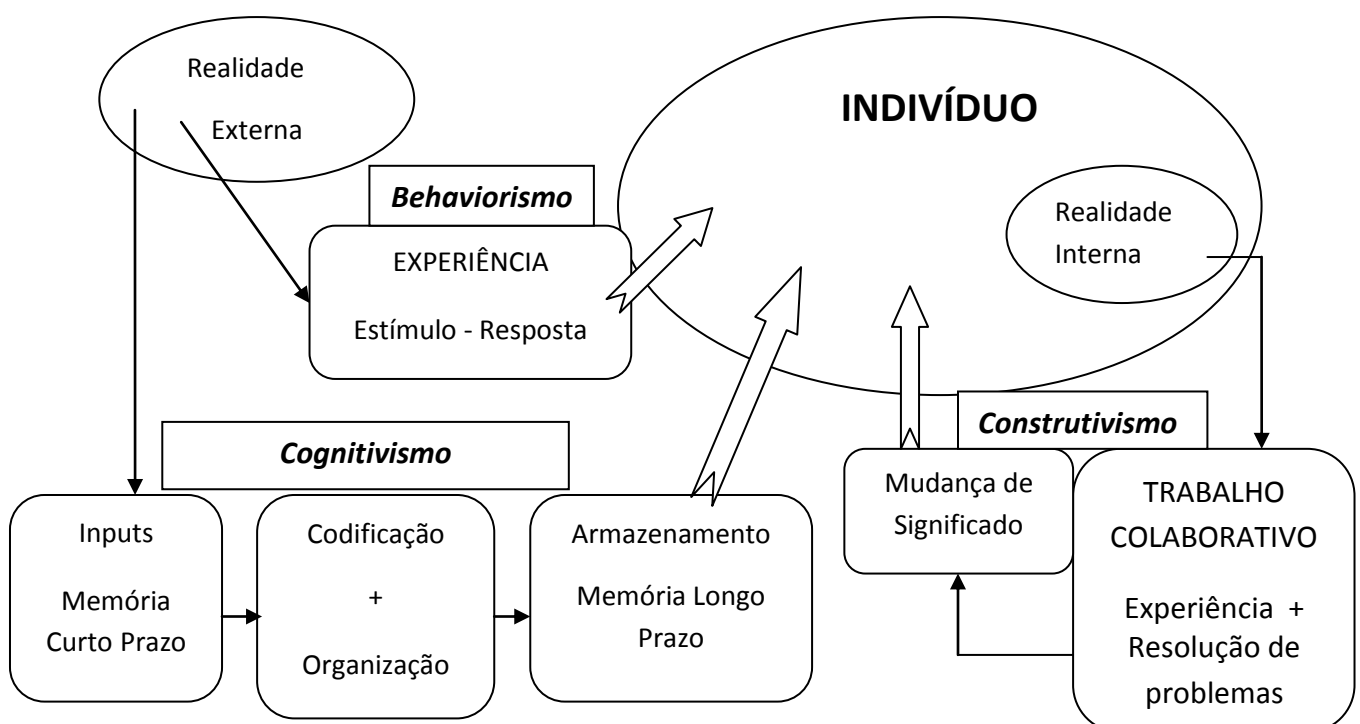 Realidade
Externa
INDIVÍDUO
Behaviorismo
EXPERIÊNCIA
Estímulo - Resposta
Realidade
Interna
Cognitivismo
Inputs
Memória
Curto Prazo
Codificação
+
Organização
Armazenamento
Memória Longo
Prazo
Construtivismo
Mudança de
Significado
TRABALHO
COLABORATIVO
Experiência +
Resolução de
problemas